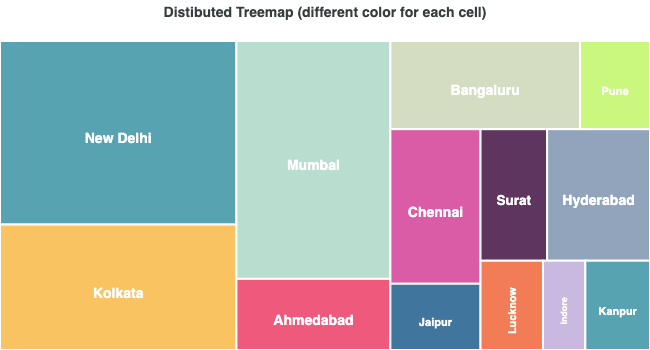 Distibuted Treemap (different color for each cell)
New Delhi
Kolkata
Mumbai
Ahmedabad
Bangaluru
Pune
Chennai
Surat
Hyderabad
Jaipur
Lucknow
Indore
Kanpur